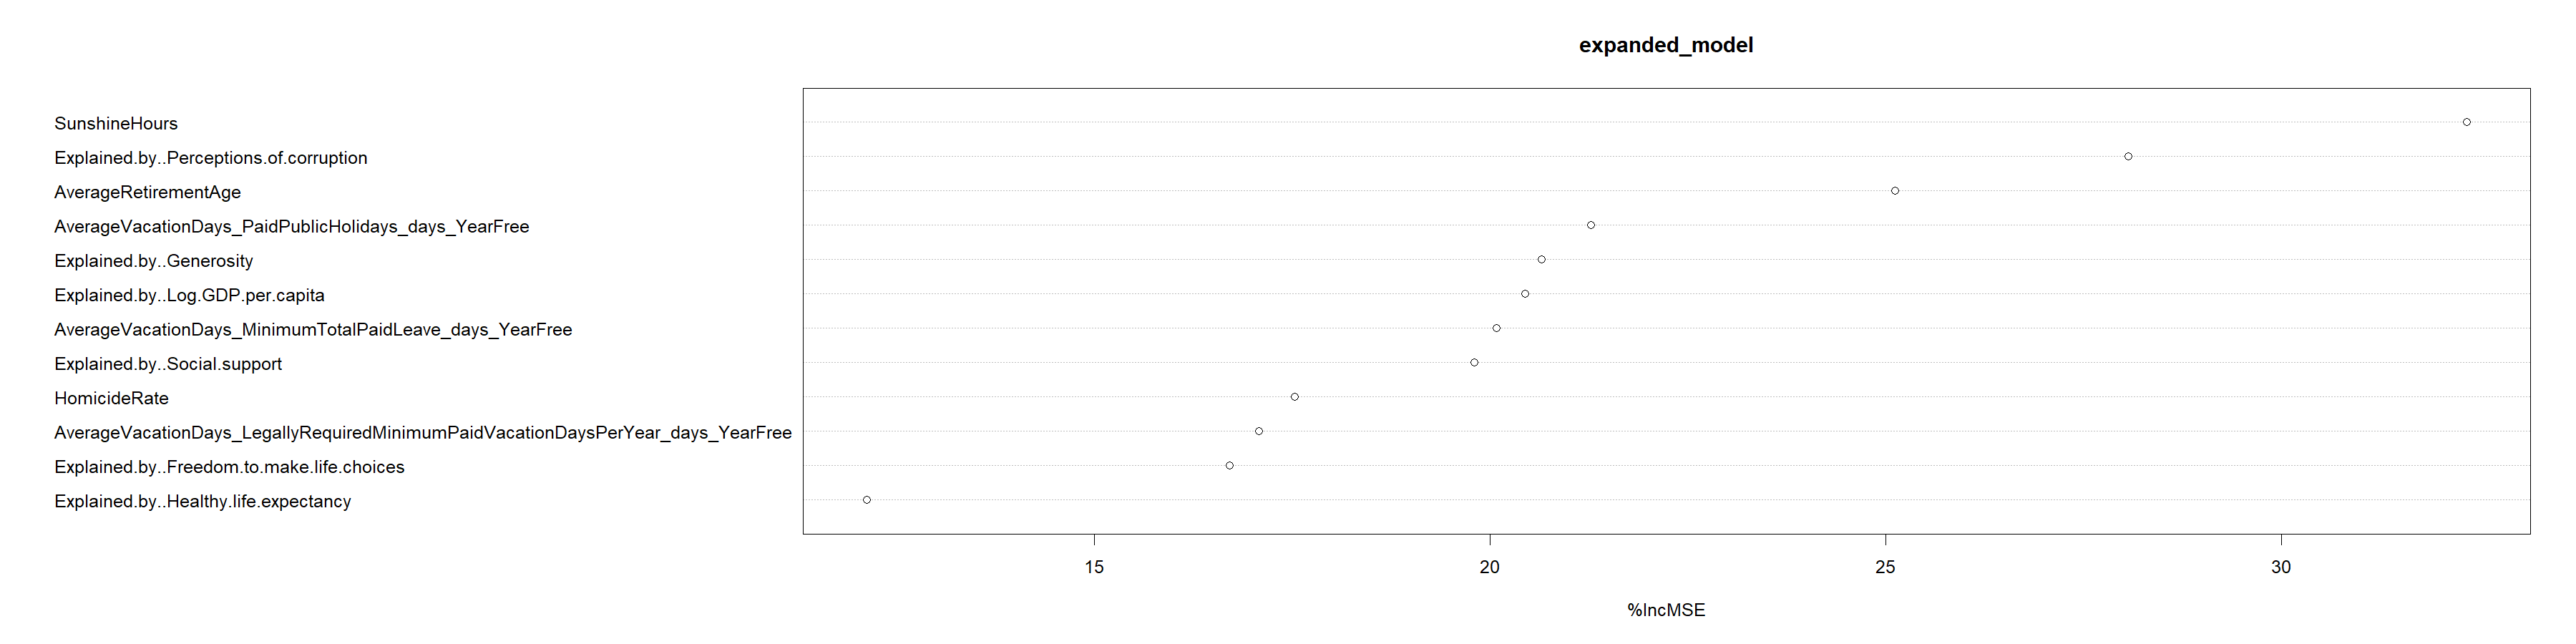 expanded_model
SunshineHours
Explained.by..Perceptions.of.corruption
AverageRetirementAge
AverageVacationDays_PaidPublicHolidays_days_YearFree
Explained.by..Generosity
Explained.by..Log.GDP.per.capita
AverageVacationDays_MinimumTotalPaidLeave_days_YearFree
Explained.by..Social.support
HomicideRate
AverageVacationDays_LegallyRequiredMinimumPaidVacationDaysPerYear_days_YearFree
Explained.by..Freedom.to.make.life.choices
Explained.by..Healthy.life.expectancy
15 20 25 30
%IncMSE